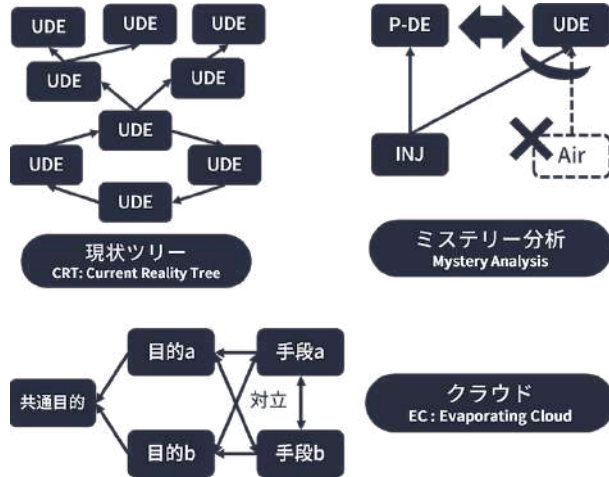 UDE
UDE
UDE
UDE
UDE
UDE
UDE
UDE
UDE
現状ツリー
CRT: Current Reality Tree
P-DE
UDE
INJ
Air
ミステリー分析
Mystery Analysis
目的a
手段a
共通目的
対立
目的b
手段b
クラウド
EC : Evaporating Cloud